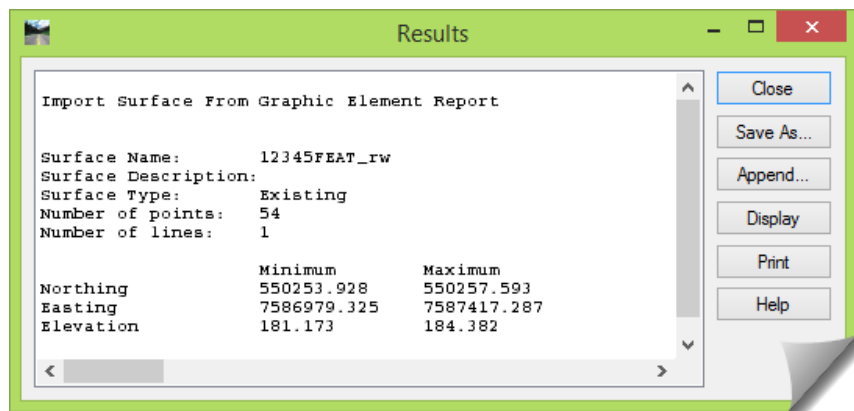 Results
Import Surface From Graphic Element Report
Surface Name: 12345FEAT_rw
Surface Description:
Surface Type: Existing
Number of points: 54
Number of lines: 1
Minimum Maximum
Northing 550253.928 550257.593
Easting 7586979.325 7587417.287
Elevation 181.173 184.382
Close
Save As...
Append...
Display
Print
Help